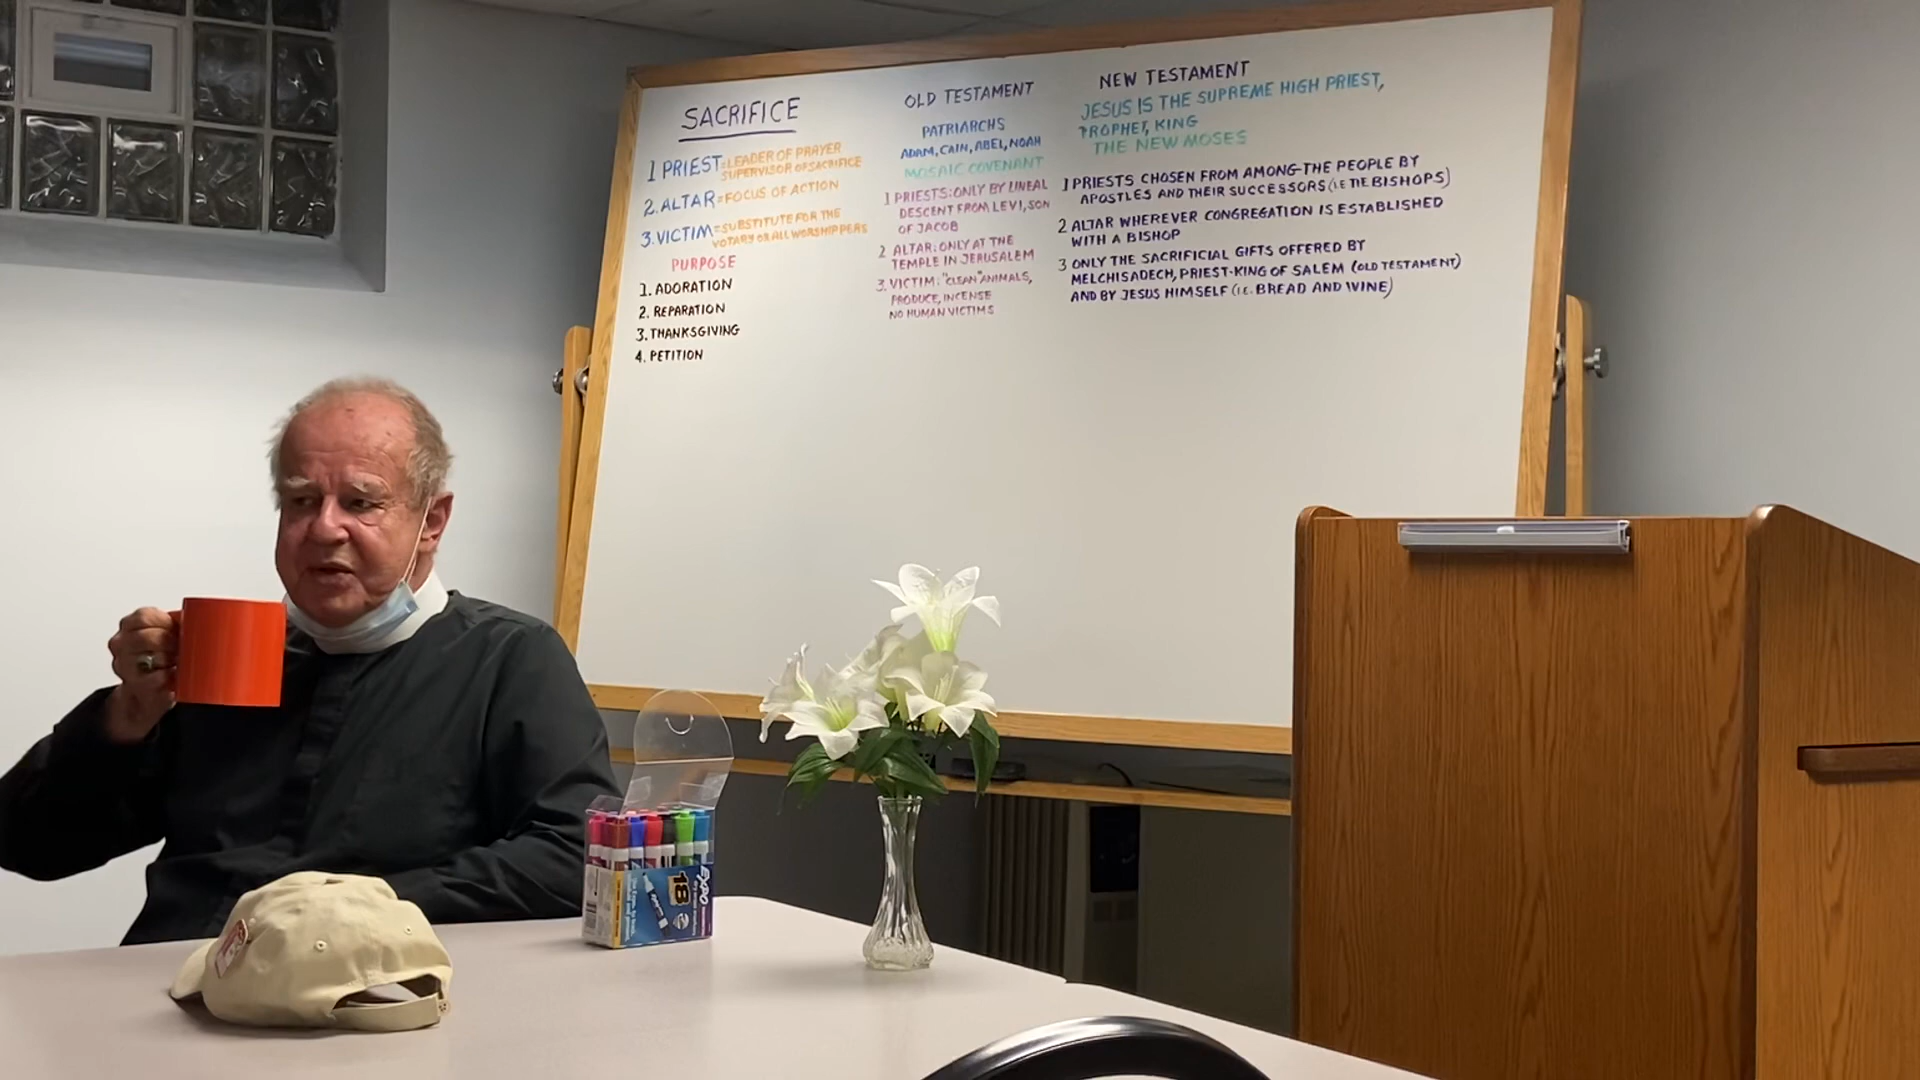 SACRIFICE
1 PRIEST=LEADER OF PRAYER
SUPERVISOR OF SACRIFICE
2. ALTAR=FOCUS OF ACTION
3. VICTIM=SUBSTITUTE FOR THE
VOTARY OR ALL WORSHIPPERS
PURPOSE
1. ADORATION
2. REPARATION
3. THANKSGIVING
4. PETITION
OLD TESTAMENT
PATRIARCHS
ADAM, CAIN, ABEL, NOAH
MOSAIC COVENANT
1 PRIESTS: ONLY BY LINEAL
DESCENT FROM LEVI, SON
OF JACOB
2 ALTAR: ONLY AT THE
TEMPLE IN JERUSALEM
3. VICTIM: "CLEAN" ANIMALS,
PRODUCE, INCENSE
NO HUMAN VICTIMS
NEW TESTAMENT
JESUS IS THE SUPREME HIGH PRIEST,
PROPHET, KING
THE NEW MOSES
1 PRIESTS CHOSEN FROM AMONG THE PEOPLE BY
APOSTLES AND THEIR SUCCESSORS (I.E THE BISHOPS)
2 ALTAR WHEREVER CONGREGATION IS ESTABLISHED
WITH A BISHOP
3 ONLY THE SACRIFICIAL GIFTS OFFERED BY
MELCHISADECH, PRIEST-KING OF SALEM (OLD TESTAMENT)
AND BY JESUS HIMSELF (I.E. BREAD AND WINE)
EXPO
18